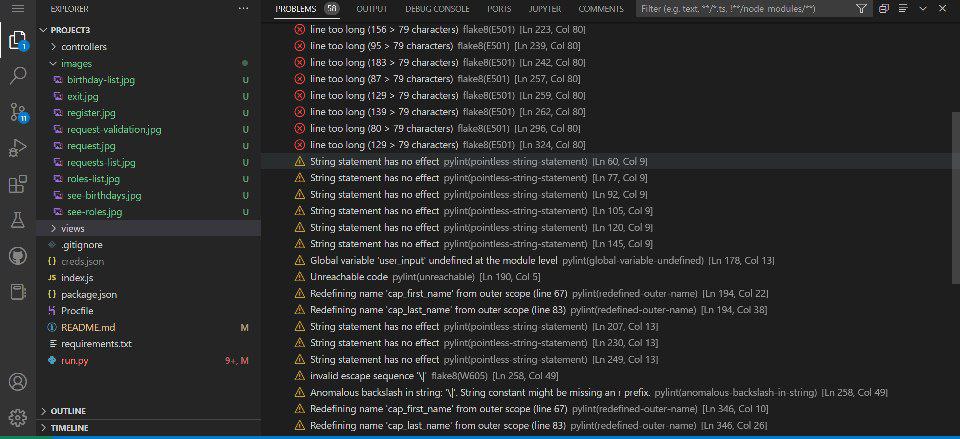 EXPLORER
PROJECT3
controllers
images
birthday-list.jpg U
exit.jpg U
register.jpg U
request-validation.jpg U
request.jpg U
requests-list.jpg U
roles-list.jpg U
see-birthdays.jpg U
see-roles.jpg U
views
.gitignore
creds.json
index.js
package.json
Procfile
README.md M
requirements.txt
run.py 9+, M
OUTLINE
TIMELINE
1
11
PROBLEMS 58 OUTPUT DEBUG CONSOLE PORTS JUPYTER COMMENTS Filter (e.g. text, **/*.ts, !**/node_modules/**)
line too long (156 > 79 characters) flake8(E501) [Ln 223, Col 80]
line too long (95 > 79 characters) flake8(E501) [Ln 239, Col 80]
line too long (183 > 79 characters) flake8(E501) [Ln 242, Col 80]
line too long (87 > 79 characters) flake8(E501) [Ln 257, Col 80]
line too long (129 > 79 characters) flake8(E501) [Ln 259, Col 80]
line too long (139 > 79 characters) flake8(E501) [Ln 262, Col 80]
line too long (80 > 79 characters) flake8(E501) [Ln 296, Col 80]
line too long (129 > 79 characters) flake8(E501) [Ln 324, Col 80]
String statement has no effect pylint(pointless-string-statement) [Ln 60, Col 9]
String statement has no effect pylint(pointless-string-statement) [Ln 77, Col 9]
String statement has no effect pylint(pointless-string-statement) [Ln 92, Col 9]
String statement has no effect pylint(pointless-string-statement) [Ln 105, Col 9]
String statement has no effect pylint(pointless-string-statement) [Ln 120, Col 9]
String statement has no effect pylint(pointless-string-statement) [Ln 145, Col 9]
Global variable 'user_input' undefined at the module level pylint(global-variable-undefined) [Ln 178, Col 13]
Unreachable code pylint(unreachable) [Ln 190, Col 5]
Redefining name 'cap_first_name' from outer scope (line 67) pylint(redefined-outer-name) [Ln 194, Col 22]
Redefining name 'cap_last_name' from outer scope (line 83) pylint(redefined-outer-name) [Ln 194, Col 38]
String statement has no effect pylint(pointless-string-statement) [Ln 207, Col 13]
String statement has no effect pylint(pointless-string-statement) [Ln 230, Col 13]
String statement has no effect pylint(pointless-string-statement) [Ln 249, Col 13]
invalid escape sequence '\|' flake8(W605) [Ln 258, Col 49]
Anomalous backslash in string: '\|'. String constant might be missing an r prefix. pylint(anomalous-backslash-in-string) [Ln 258, Col 49]
Redefining name 'cap_first_name' from outer scope (line 67) pylint(redefined-outer-name) [Ln 346, Col 10]
Redefining name 'cap_last_name' from outer scope (line 83) pylint(redefined-outer-name) [Ln 346, Col 26]